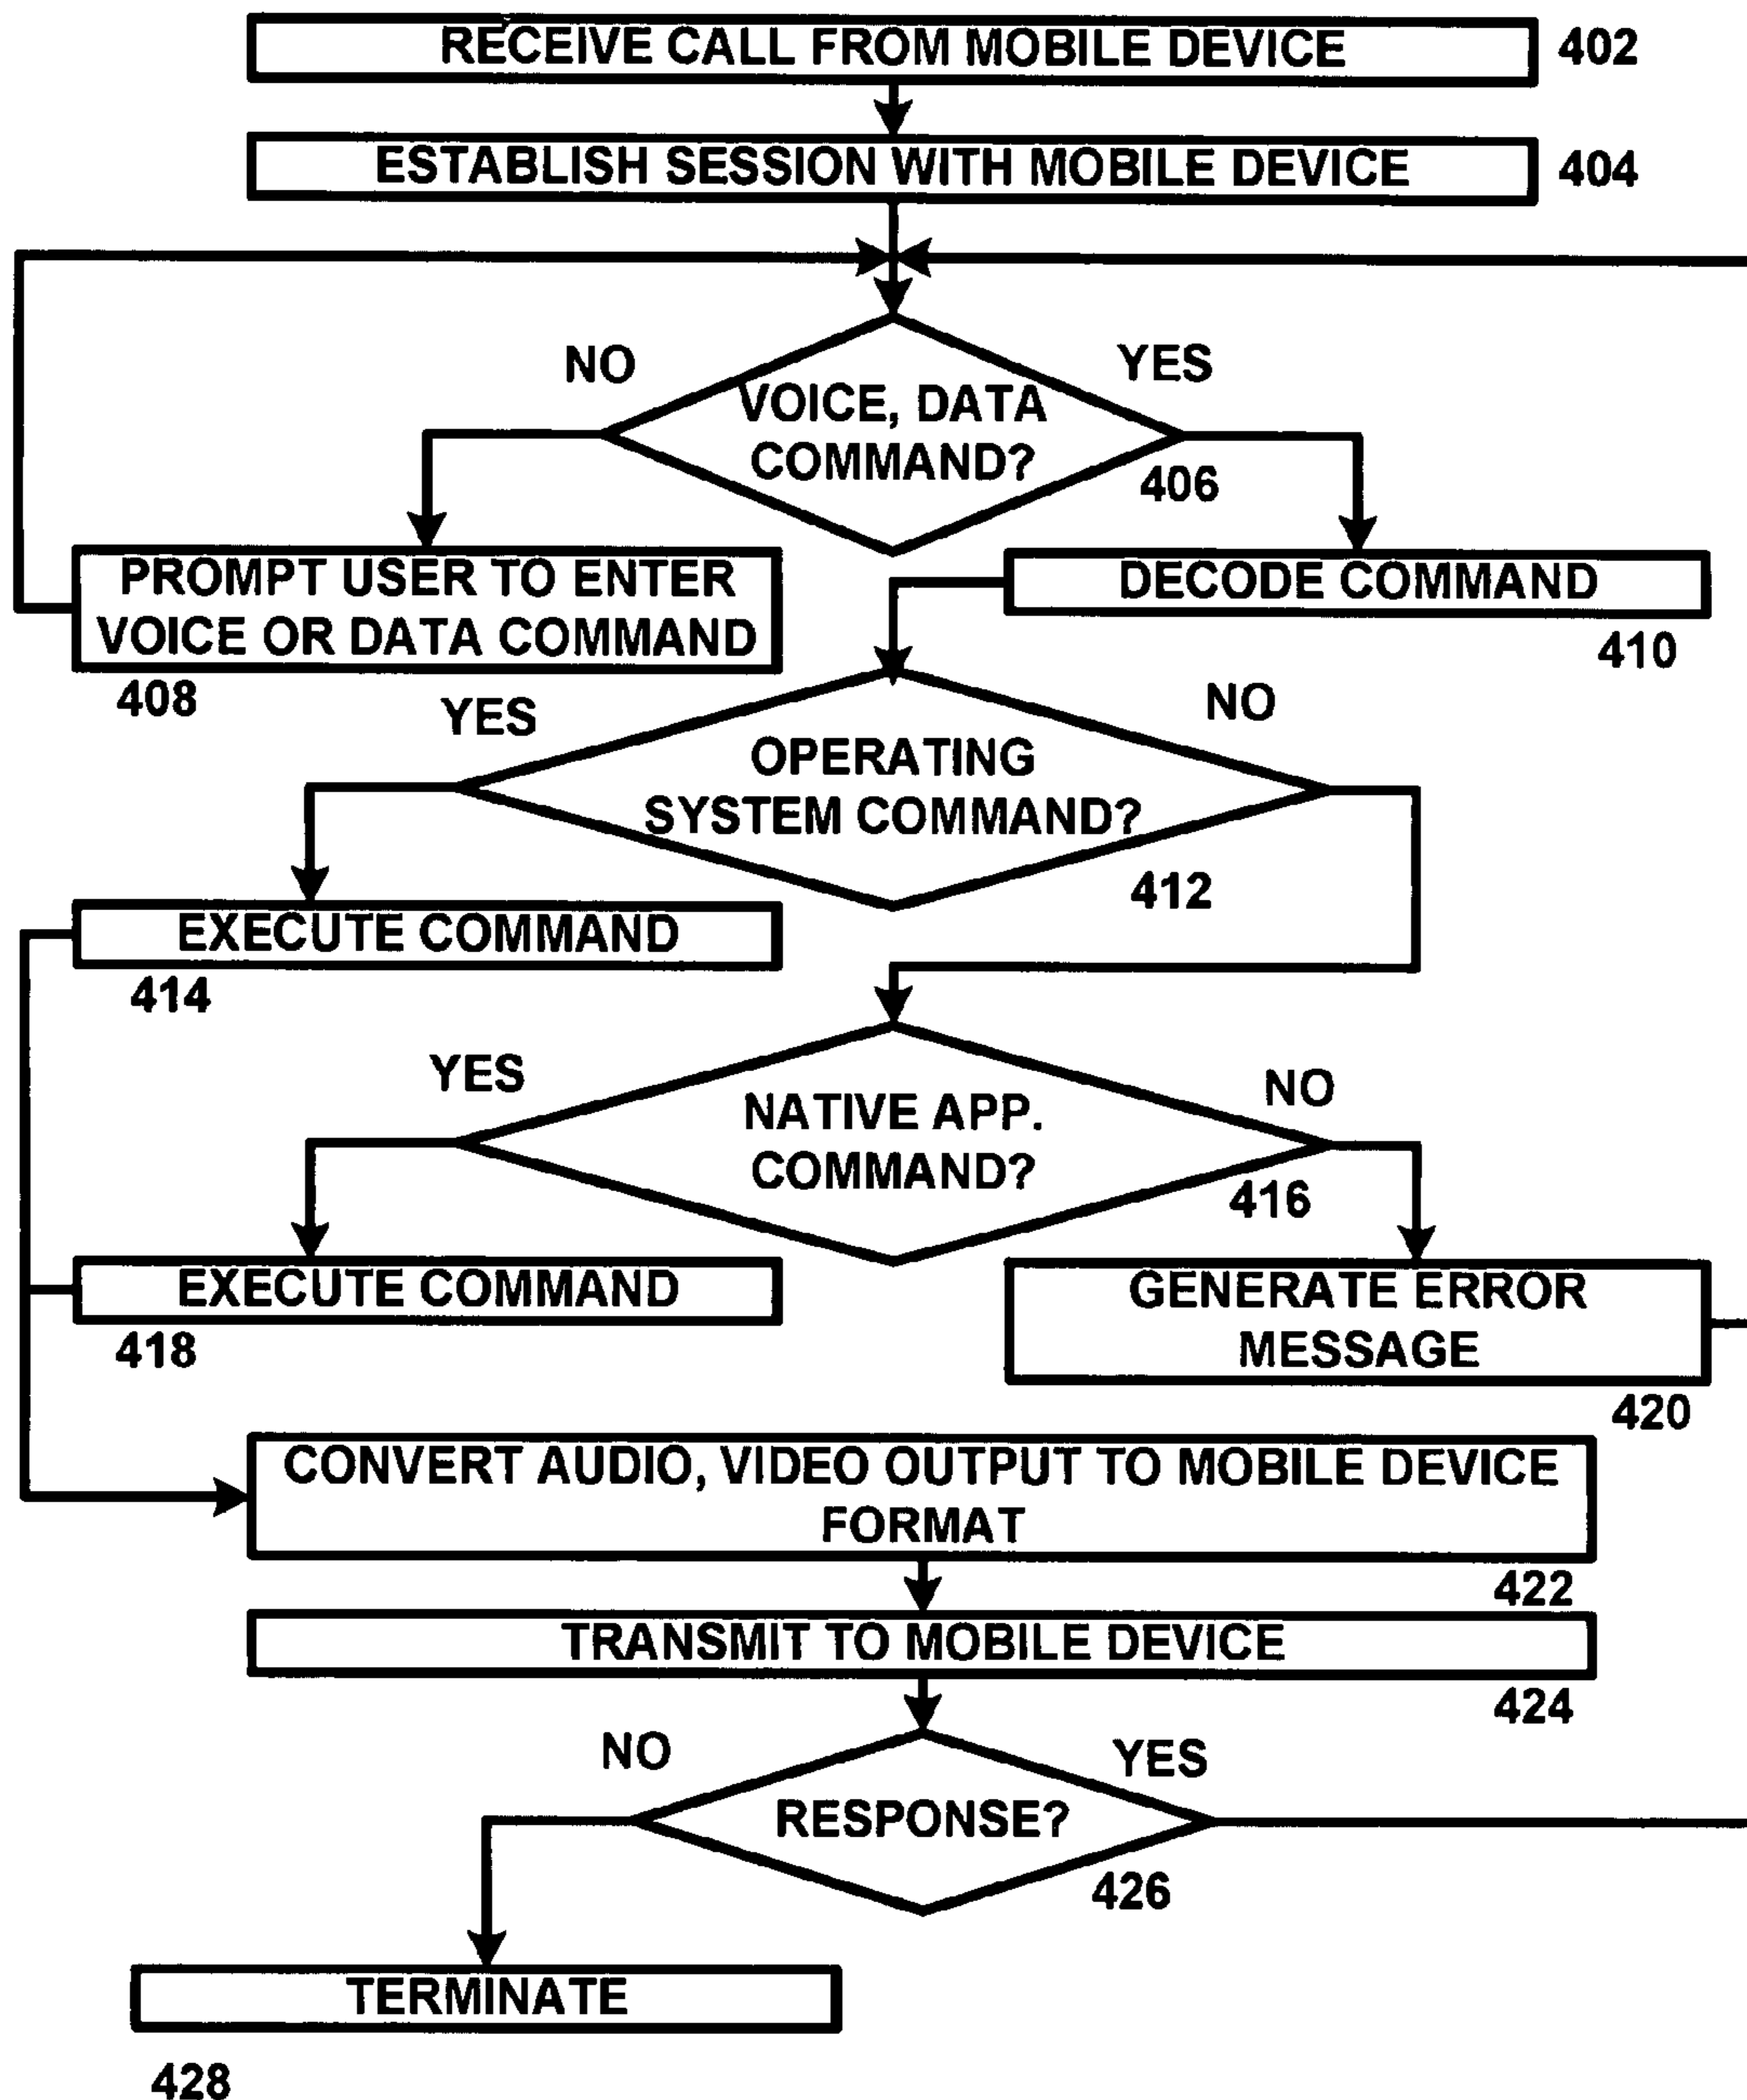 RECEIVE CALL FROM MOBILE DEVICE
402
ESTABLISH SESSION WITH MOBILE DEVICE
404
NO
YES
VOICE, DATA
COMMAND?
406
PROMPT USER TO ENTER
VOICE OR DATA COMMAND
408
DECODE COMMAND
410
YES
NO
OPERATING
SYSTEM COMMAND?
412
EXECUTE COMMAND
414
YES
NO
NATIVE APP.
COMMAND?
416
EXECUTE COMMAND
418
GENERATE ERROR
MESSAGE
420
CONVERT AUDIO, VIDEO OUTPUT TO MOBILE DEVICE
FORMAT
422
TRANSMIT TO MOBILE DEVICE
424
NO
YES
RESPONSE?
426
TERMINATE
428